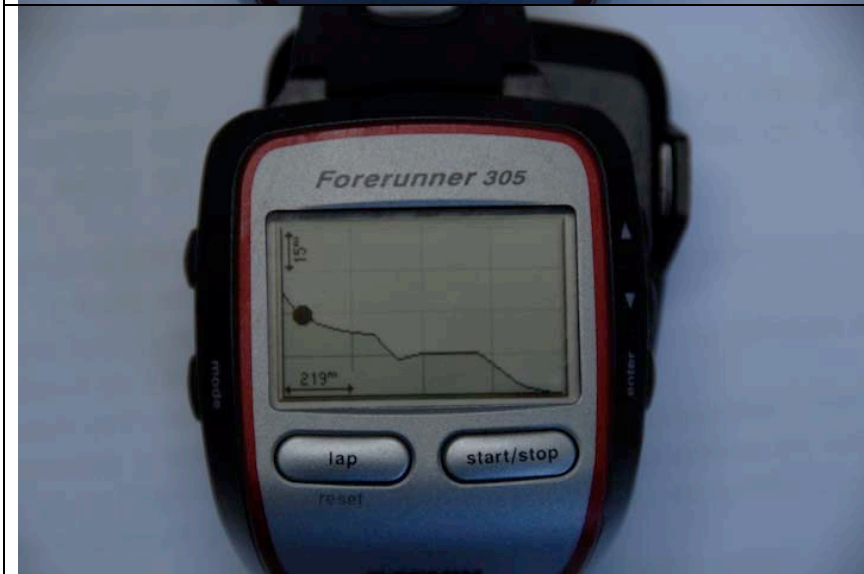 Forerunner 305
15m
219m
mode
enter
lap
start/stop
reset